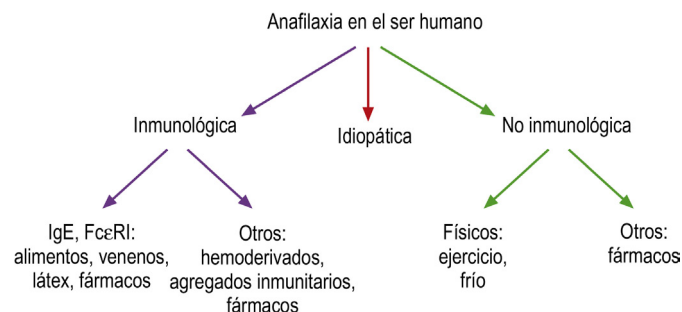 Anafilaxia en el ser humano
Inmunológica
Idiopática
No inmunológica
IgE, FcεRI:
alimentos, venenos,
látex, fármacos
Otros:
hemoderivados,
agregados inmunitarios,
fármacos
Físicos:
ejercicio,
frío
Otros:
fármacos